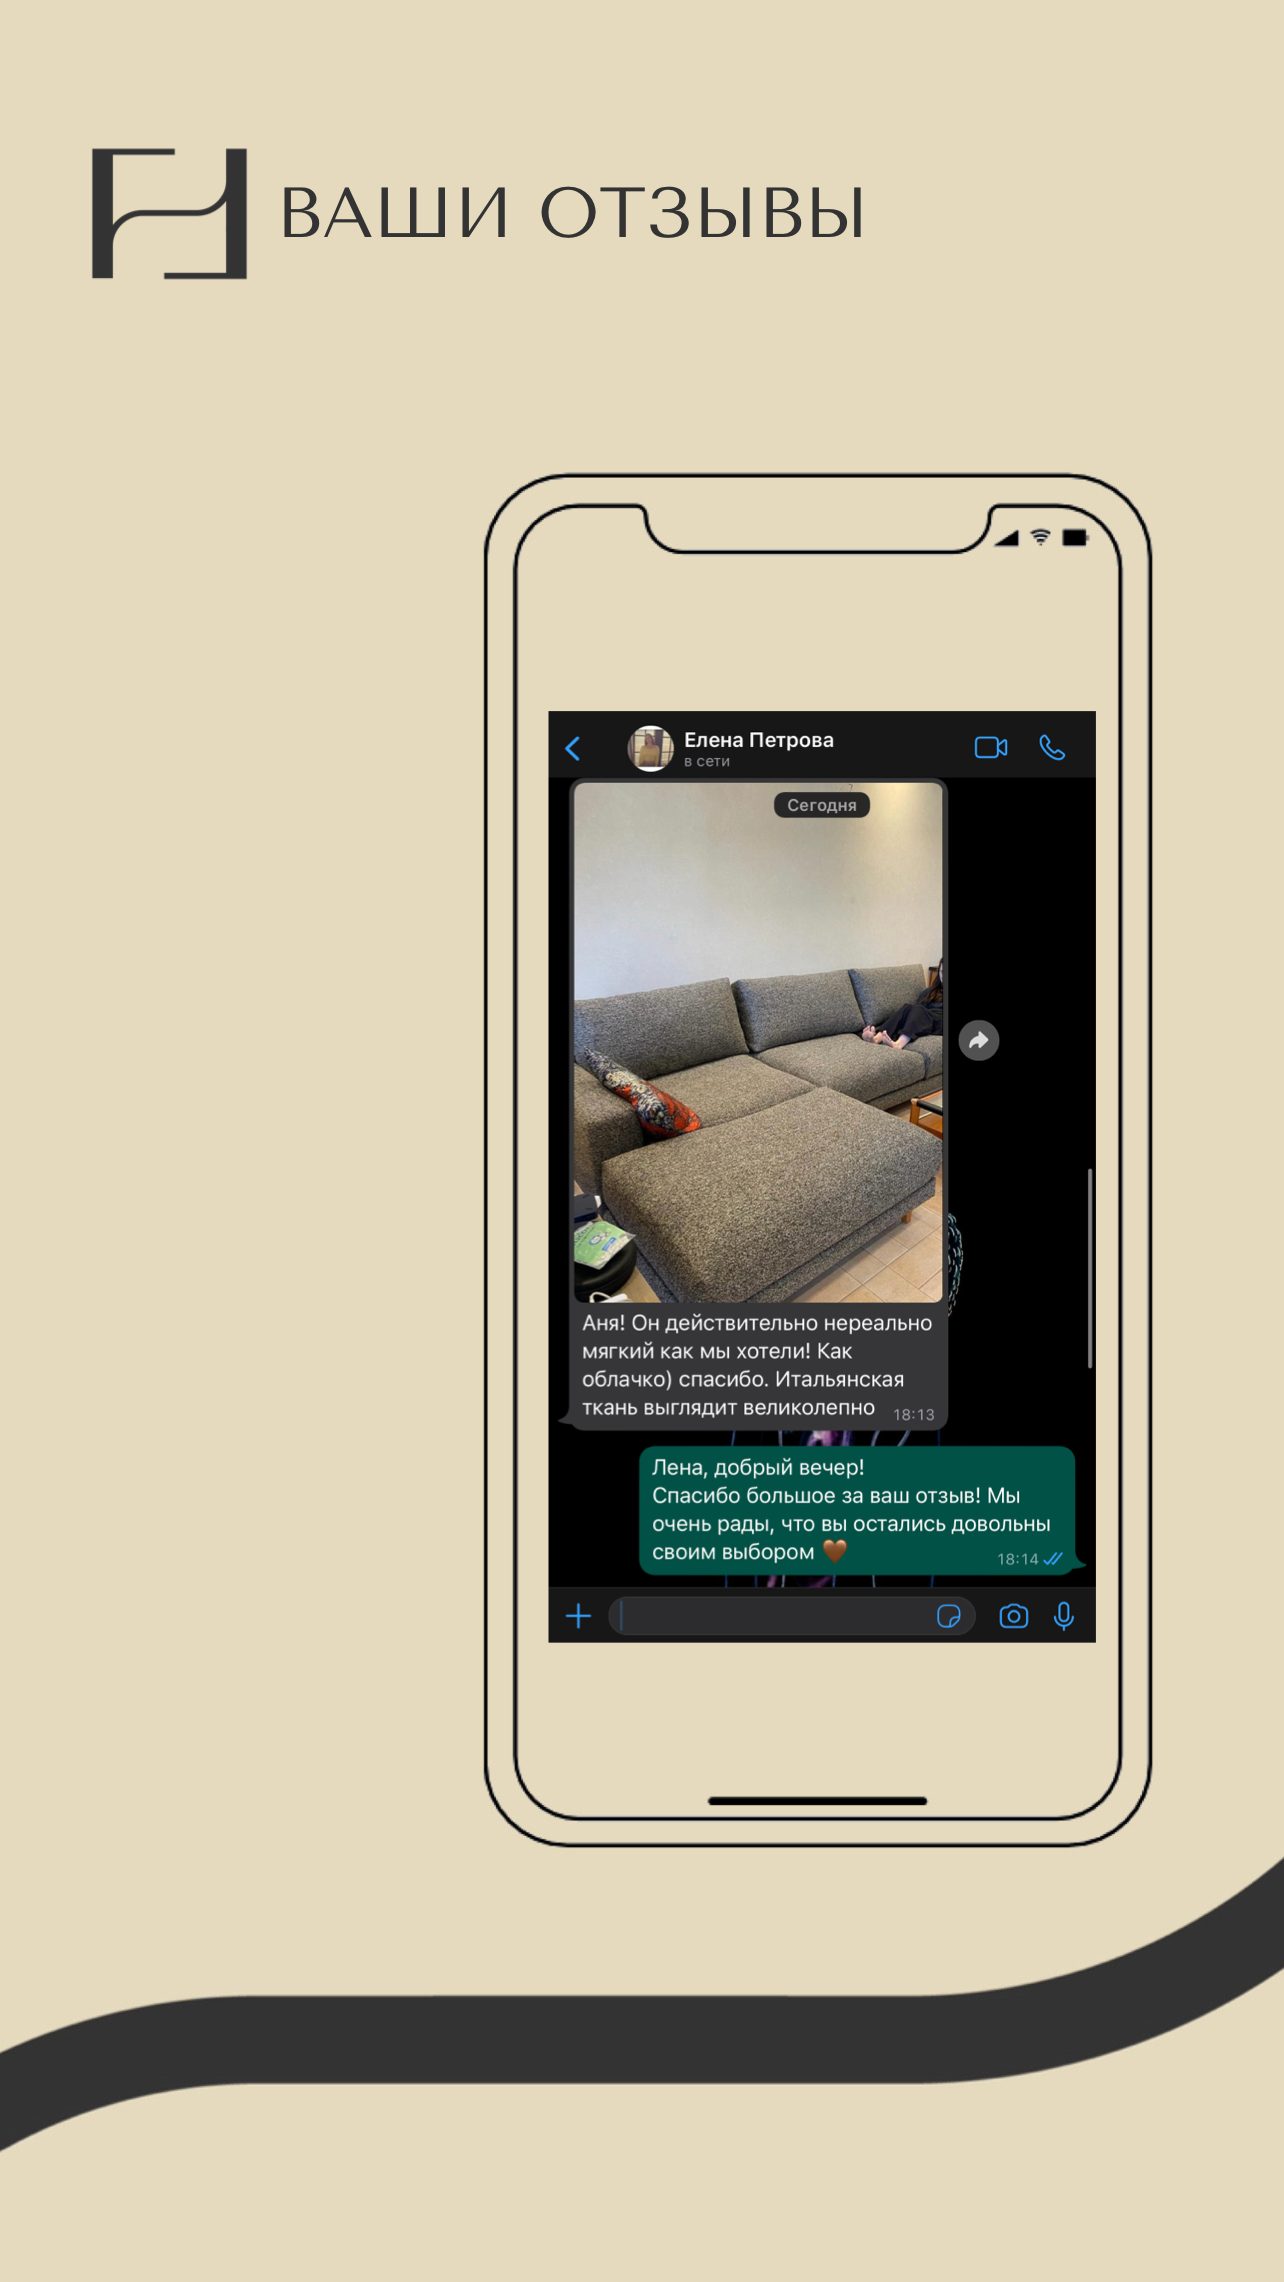 ВАШИ ОТЗЫВЫ
Елена Петрова
в сети
Сегодня
Аня! Он действительно нереально
мягкий как мы хотели! Как
облачко) спасибо. Итальянская
ткань выглядит великолепно
18:13
Лена, добрый вечер!
Спасибо большое за ваш отзыв! Мы
очень рады, что вы остались довольны
своим выбором 🤎
18:14